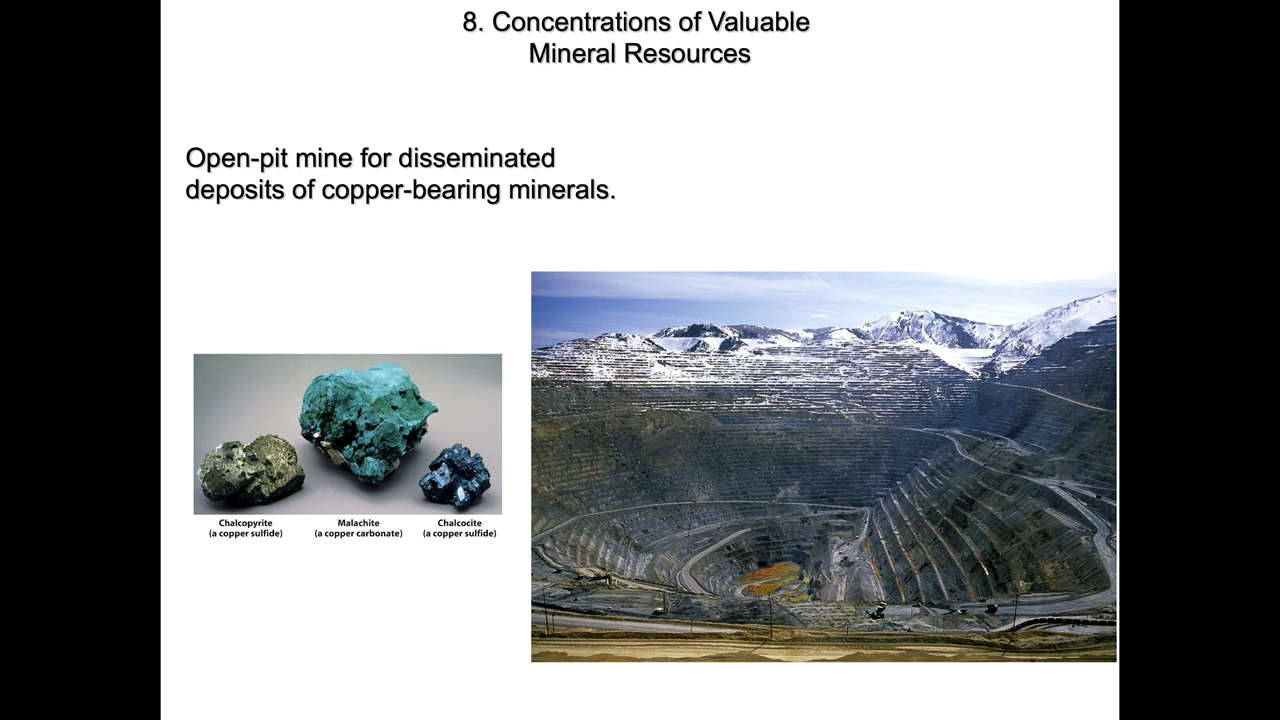 8. Concentrations of Valuable
Mineral Resources
Open-pit mine for disseminated
deposits of copper-bearing minerals.
Chalcopyrite
(a copper sulfide)
Malachite
(a copper carbonate)
Chalcocite
(a copper sulfide)